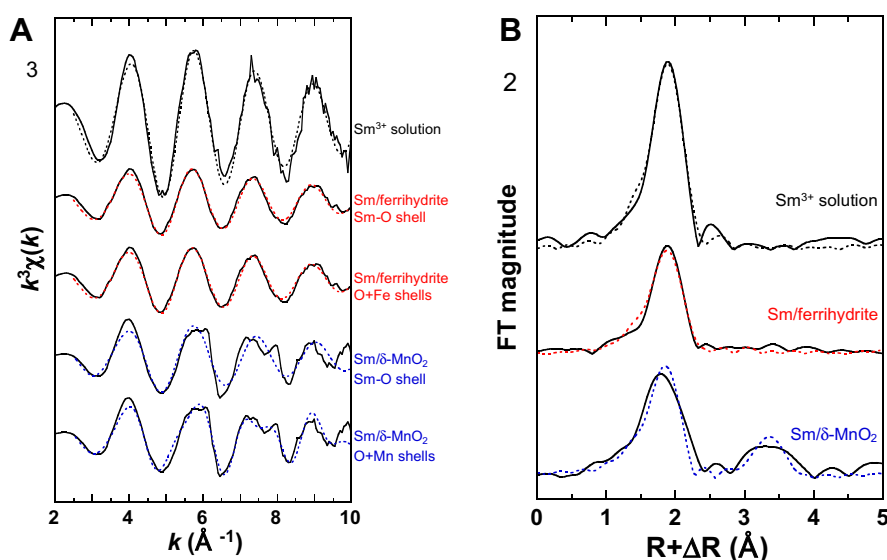 A
3
k³χ(k)
Sm³⁺ solution
Sm/ferrihydrite
Sm-O shell
Sm/ferrihydrite
O+Fe shells
Sm/δ-MnO₂
Sm-O shell
Sm/δ-MnO₂
O+Mn shells
2 4 6 8 10
k (Å ⁻¹)
B
2
FT magnitude
Sm³⁺ solution
Sm/ferrihydrite
Sm/δ-MnO₂
0 1 2 3 4 5
R+ΔR (Å)